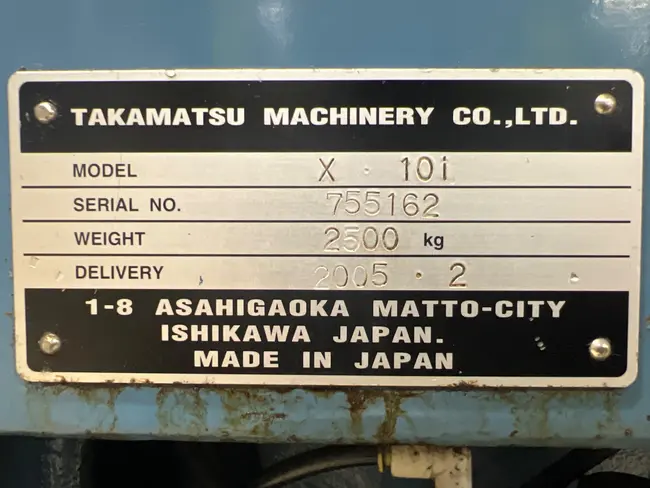 TAKAMATSU MACHINERY CO.,LTD.
MODEL X · 10i
SERIAL NO. 755162
WEIGHT 2500 kg
DELIVERY 2005 · 2
1-8 ASAHIGAOKA MATTO-CITY
ISHIKAWA JAPAN.
MADE IN JAPAN